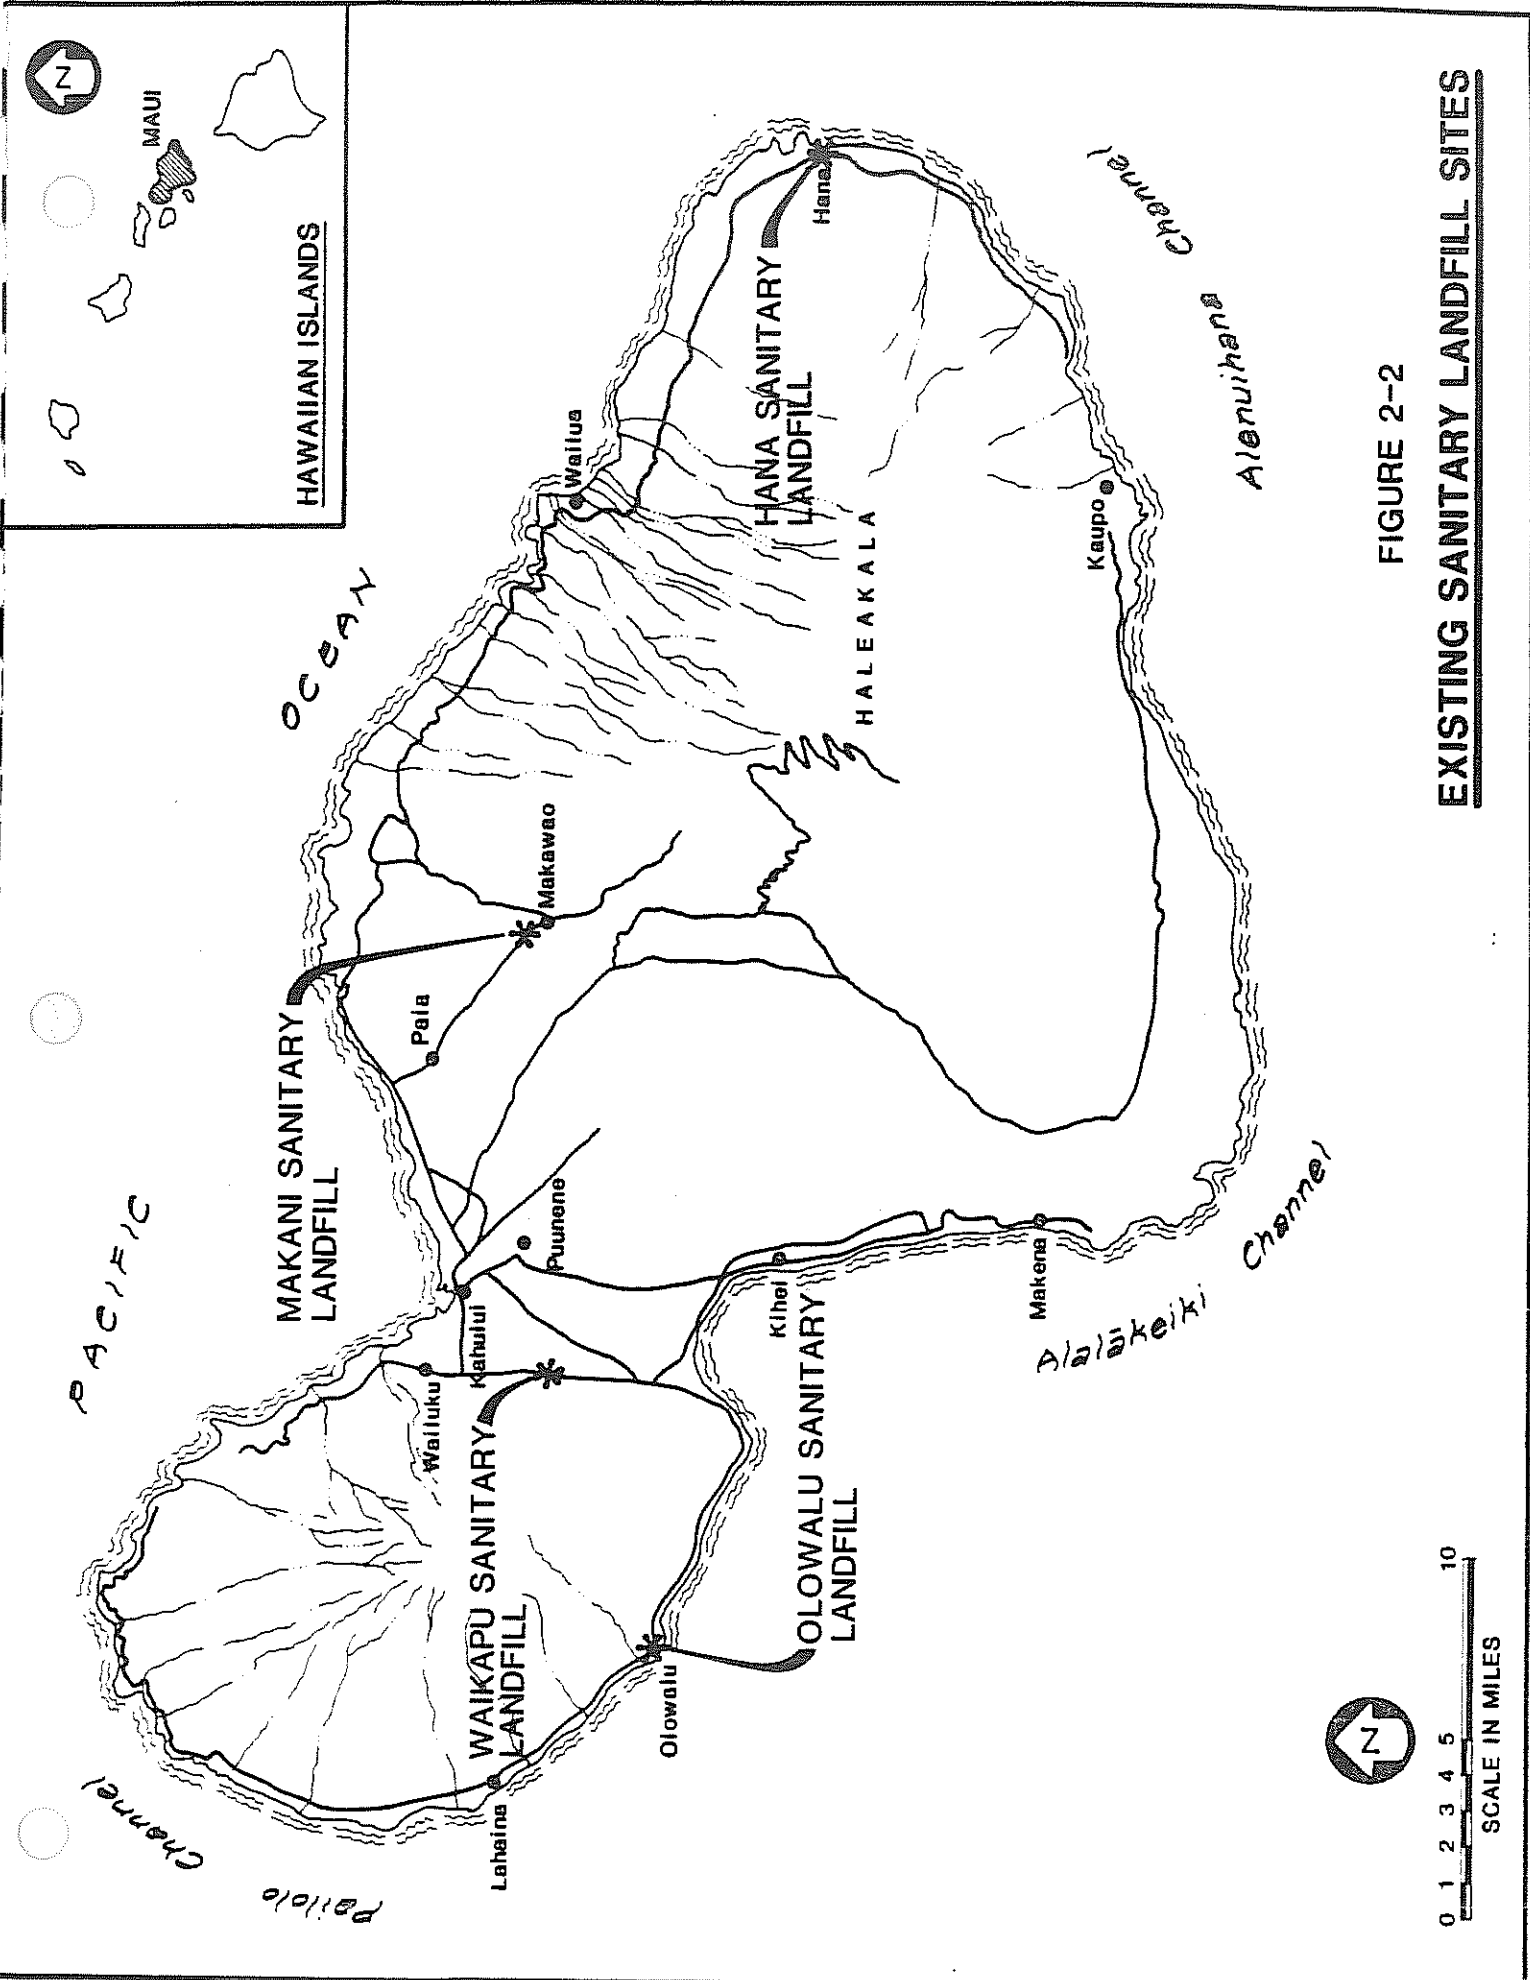 HAWAIIAN ISLANDS
MAUI
N
PACIFIC
OCEAN
Pailolo
Channel
MAKANI SANITARY
LANDFILL
Paia
Makawao
Wailua
Wailuku
Kahului
Puunene
WAIKAPU SANITARY
LANDFILL
Lahaina
Olowalu
OLOWALU SANITARY
LANDFILL
Kihei
Makena
HANA SANITARY
LANDFILL
Hana
HALEAKALA
Kaupo
Alalākeiki
Channel
Alenuihana
Channel
N
0 1 2 3 4 5 10
SCALE IN MILES
FIGURE 2-2
EXISTING SANITARY LANDFILL SITES